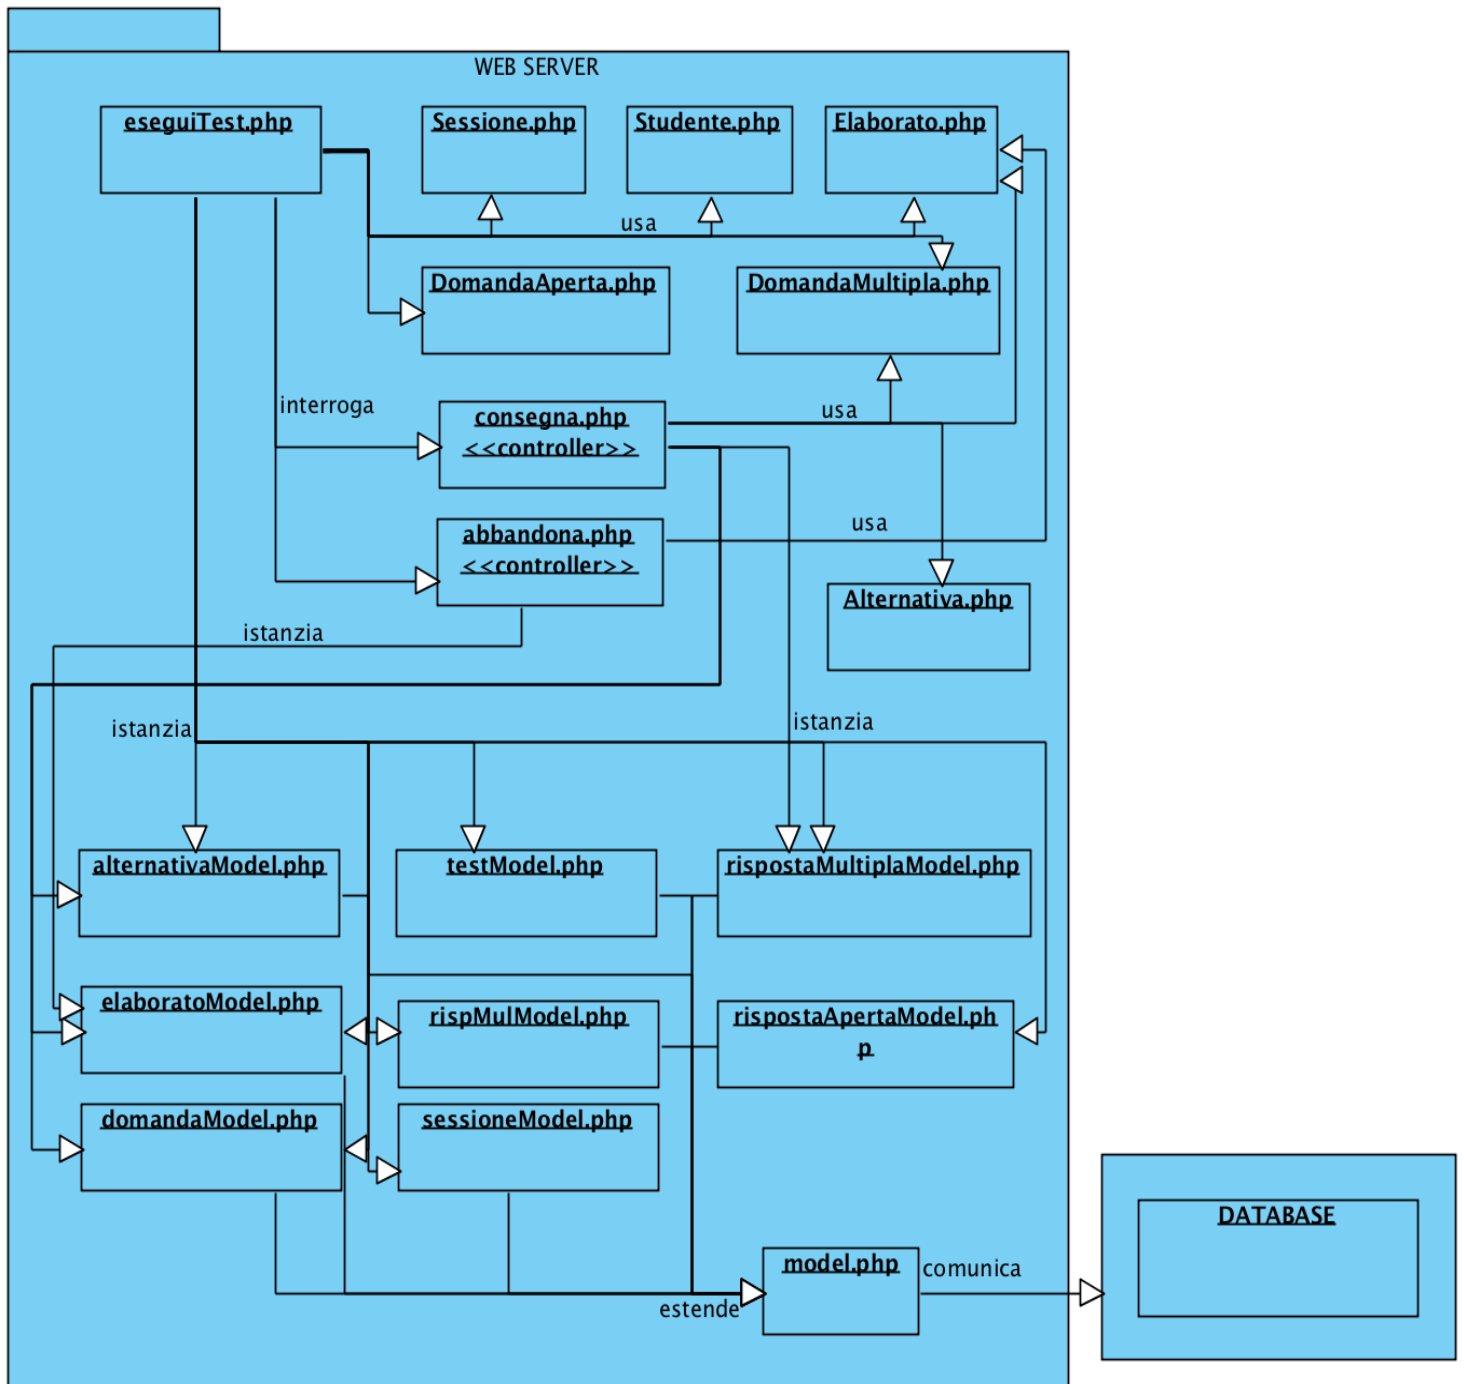 WEB SERVER
eseguiTest.php
Sessione.php
Studente.php
Elaborato.php
usa
DomandaAperta.php
DomandaMultipla.php
interroga
consegna.php
<<controller>>
usa
abbandona.php
<<controller>>
usa
Alternativa.php
istanzia
istanzia
istanzia
alternativaModel.php
testModel.php
rispostaMultiplaModel.php
elaboratoModel.php
rispMulModel.php
rispostaApertaModel.ph
p
domandaModel.php
sessioneModel.php
DATABASE
model.php
comunica
estende